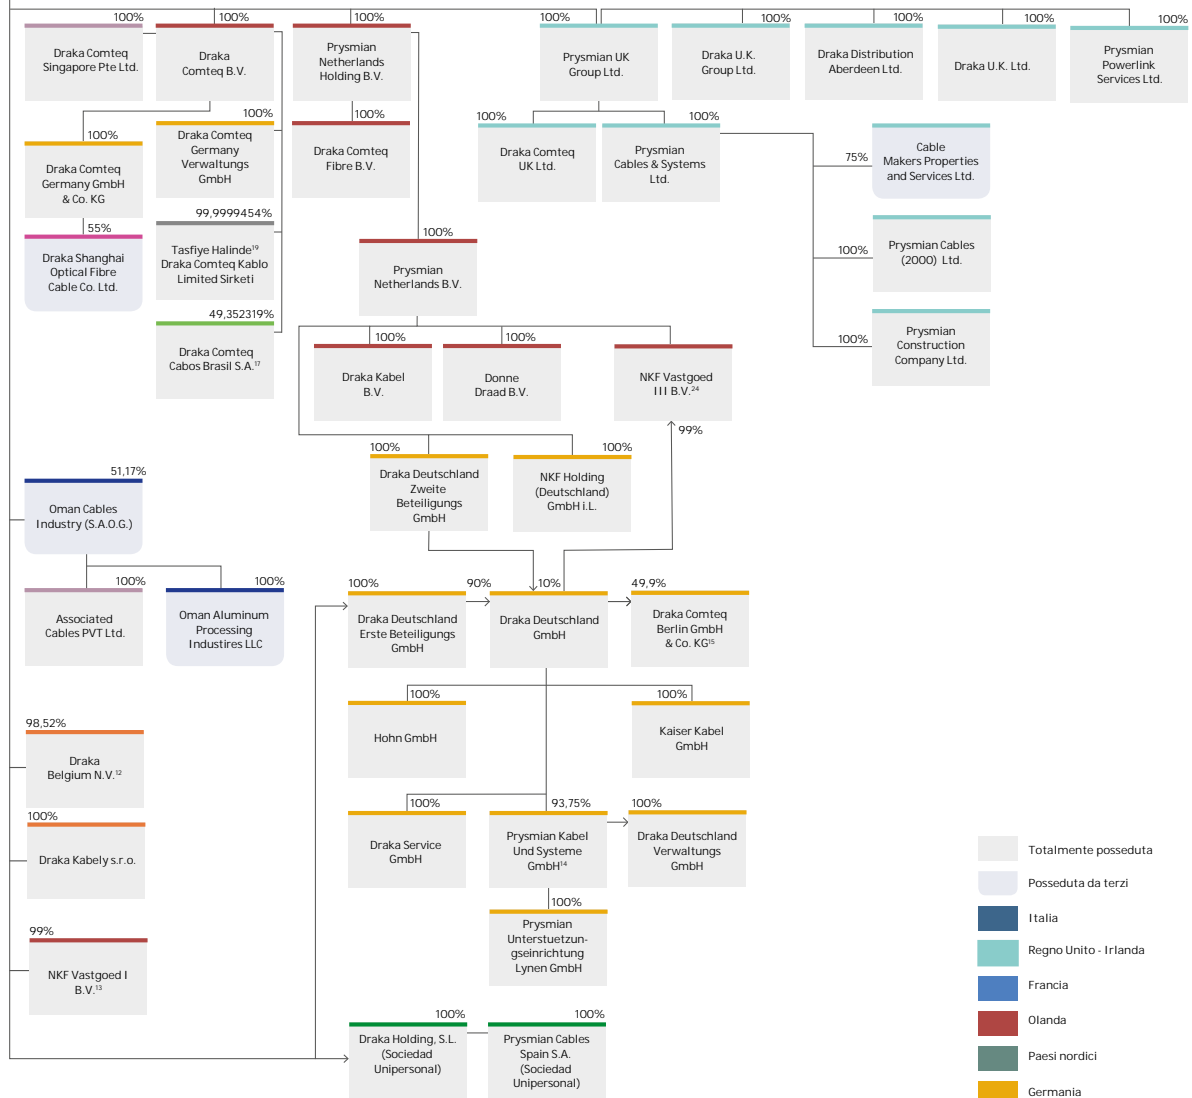 100%
100%
100%
100%
100%
100%
100%
100%
Draka Comteq
Singapore Pte Ltd.
Draka
Comteq B.V.
Prysmian
Netherlands
Holding B.V.
Prysmian UK
Group Ltd.
Draka U.K.
Group Ltd.
Draka Distribution
Aberdeen Ltd.
Draka U.K. Ltd.
Prysmian
Powerlink
Services Ltd.
100%
100%
100%
100%
100%
Draka Comteq
Germany GmbH
& Co. KG
Draka Comteq
Germany
Verwaltungs
GmbH
Draka Comteq
Fibre B.V.
Draka Comteq
UK Ltd.
Prysmian
Cables & Systems
Ltd.
75%
Cable
Makers Properties
and Services Ltd.
55%
Draka Shanghai
Optical Fibre
Cable Co. Ltd.
99,9999454%
Tasfiye Halinde¹⁹
Draka Comteq Kablo
Limited Sirketi
100%
Prysmian
Netherlands B.V.
100%
Prysmian Cables
(2000) Ltd.
49,352319%
Draka Comteq
Cabos Brasil S.A.¹⁷
100%
Draka Kabel
B.V.
100%
Donne
Draad B.V.
100%
NKF Vastgoed
III B.V.²⁴
100%
Prysmian
Construction
Company Ltd.
99%
100%
Draka Deutschland
Zweite
Beteiligungs
GmbH
100%
NKF Holding
(Deutschland)
GmbH i.L.
51,17%
Oman Cables
Industry (S.A.O.G.)
100%
Associated
Cables PVT Ltd.
100%
Oman Aluminum
Processing
Industires LLC
100%
Draka Deutschland
Erste Beteiligungs
GmbH
90%
10%
Draka Deutschland
GmbH
49,9%
Draka Comteq
Berlin GmbH
& Co. KG¹⁵
100%
Hohn GmbH
100%
Kaiser Kabel
GmbH
98,52%
Draka
Belgium N.V.¹²
100%
Draka Kabely s.r.o.
100%
Draka Service
GmbH
93,75%
Prysmian Kabel
Und Systeme
GmbH¹⁴
100%
Draka Deutschland
Verwaltungs
GmbH
100%
Prysmian
Unterstuetzun-
gseinrichtung
Lynen GmbH
99%
NKF Vastgoed I
B.V.¹³
100%
Draka Holding, S.L.
(Sociedad
Unipersonal)
100%
Prysmian Cables
Spain S.A.
(Sociedad
Unipersonal)
Totalmente posseduta
Posseduta da terzi
Italia
Regno Unito - Irlanda
Francia
Olanda
Paesi nordici
Germania